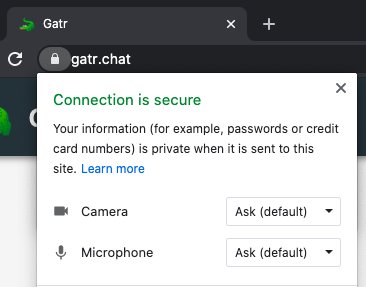 Gatr
gatr.chat
Connection is secure
Your information (for example, passwords or credit
card numbers) is private when it is sent to this
site. Learn more
Camera Ask (default)
Microphone Ask (default)